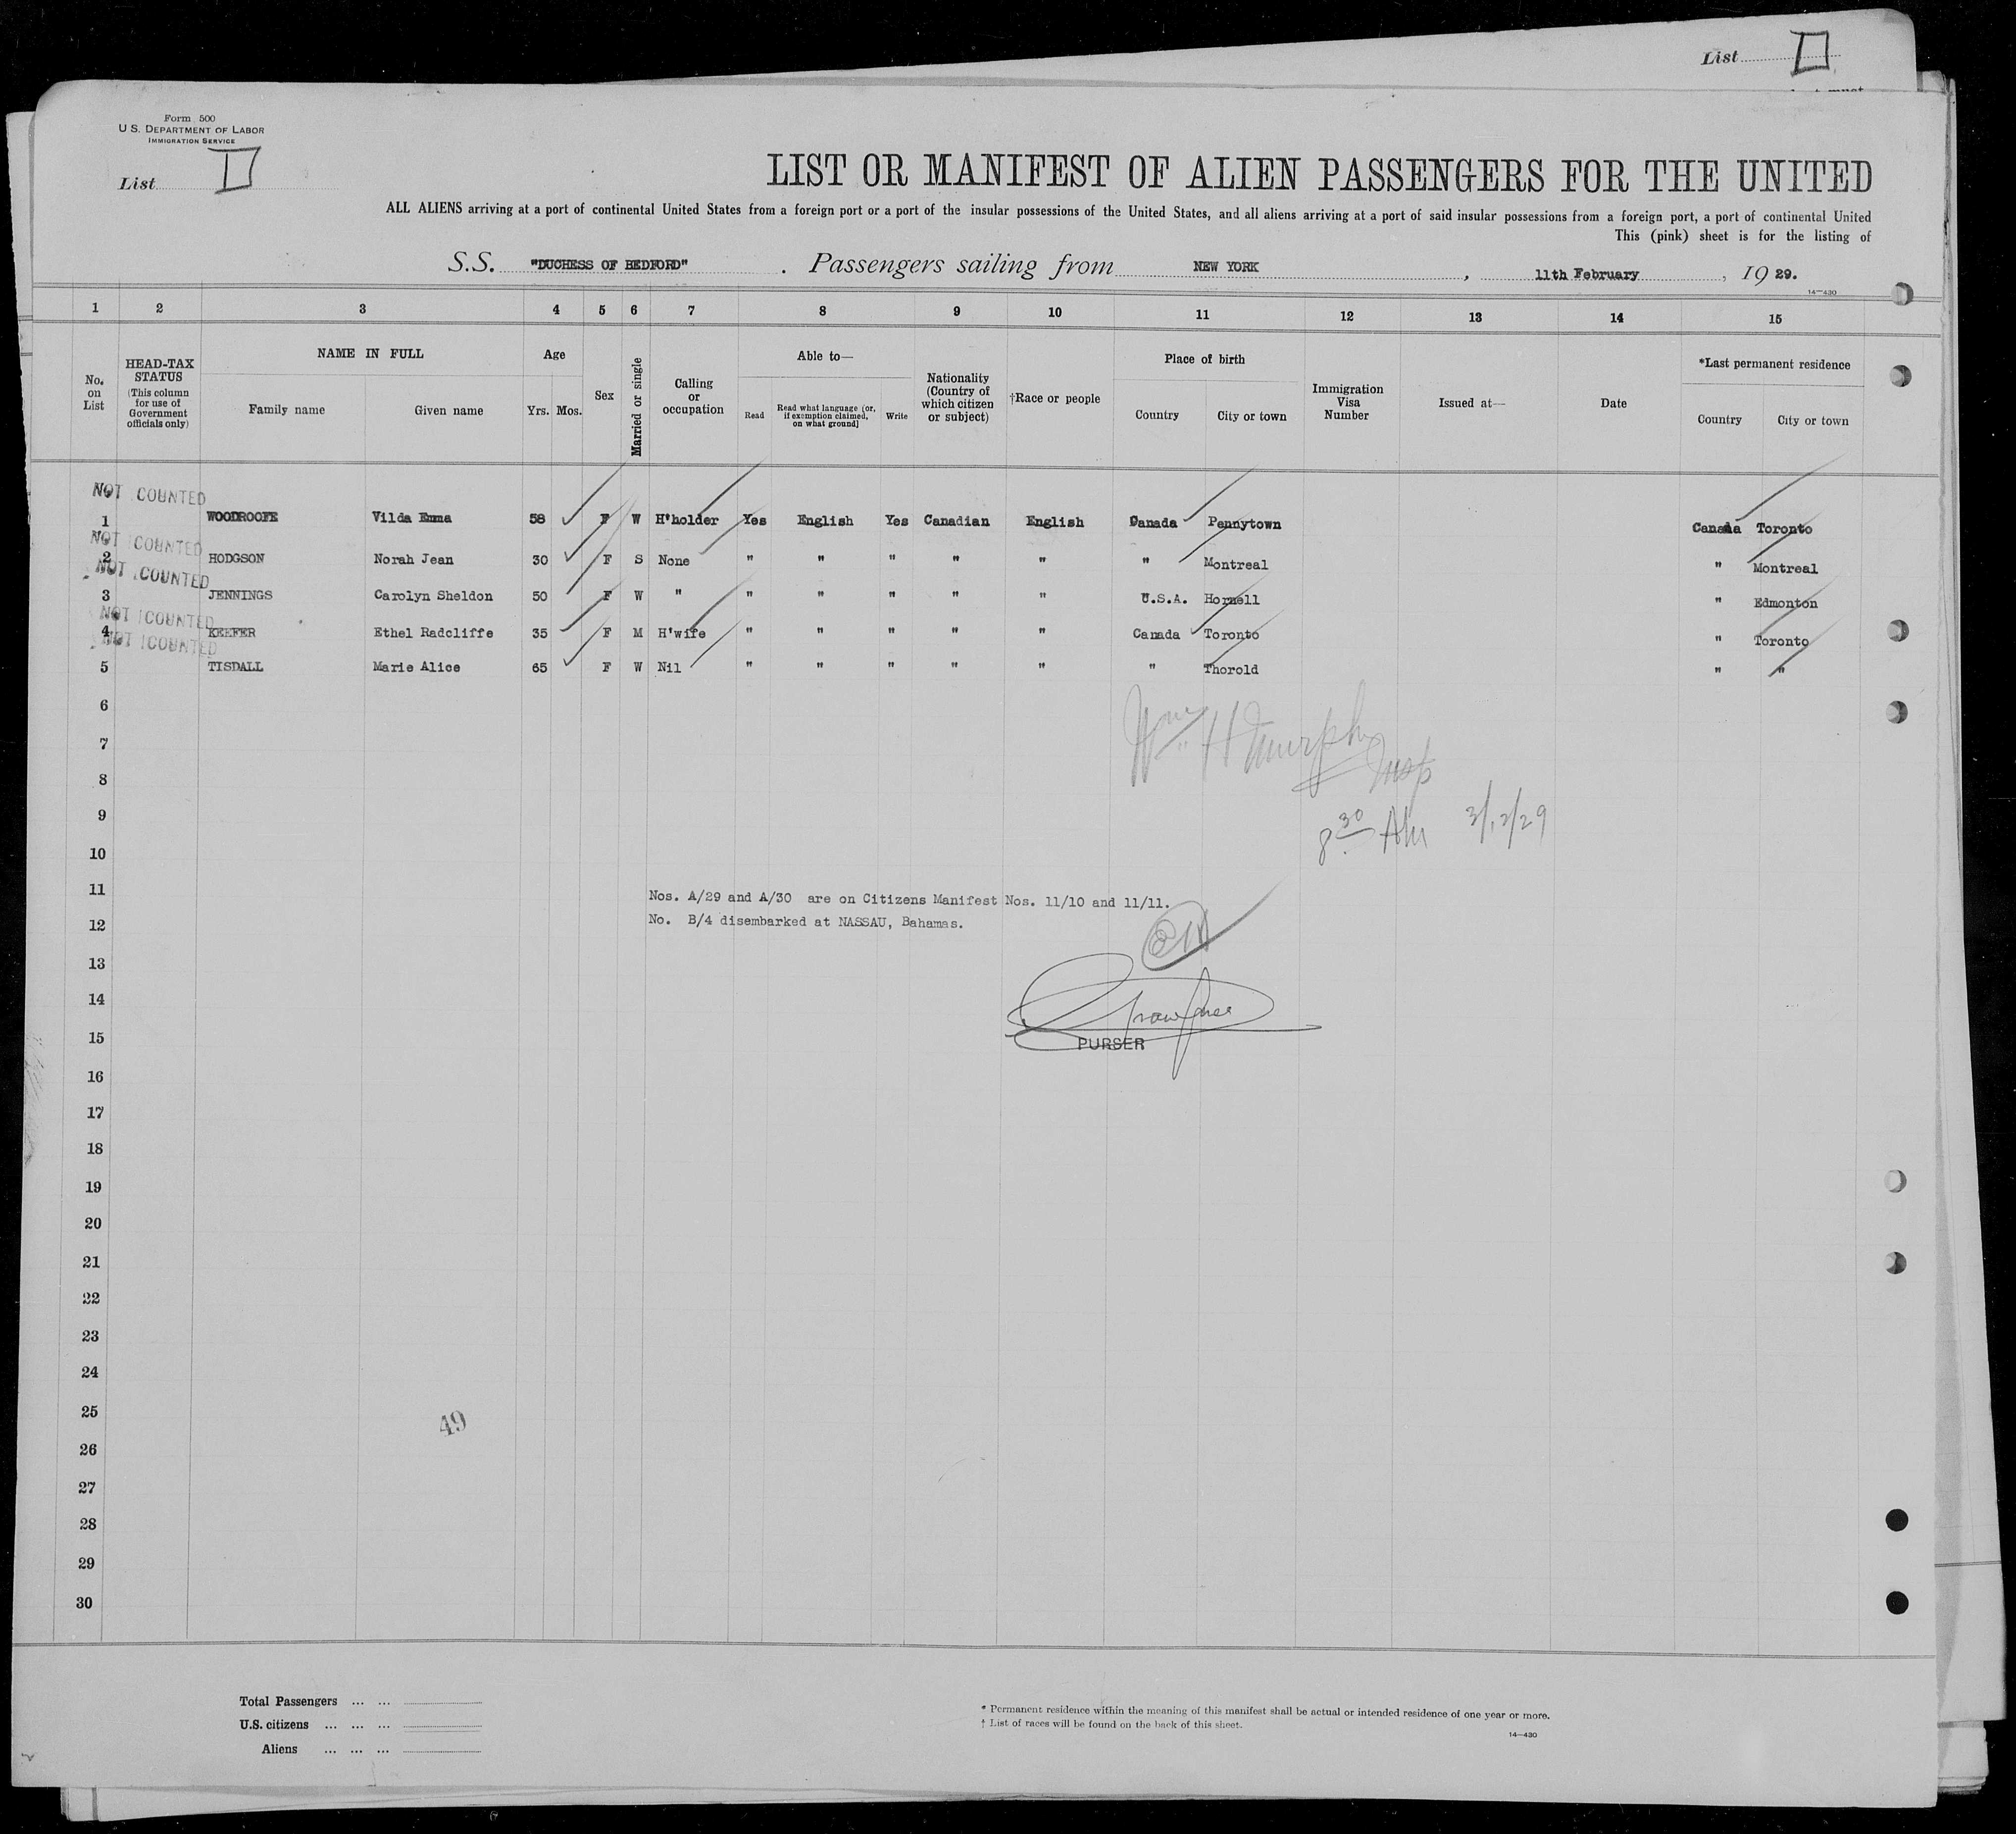 List
Form 500
U.S. DEPARTMENT OF LABOR
IMMIGRATION SERVICE
List D
LIST OR MANIFEST OF ALIEN PASSENGERS FOR THE UNITED
ALL ALIENS arriving at a port of continental United States from a foreign port or a port of the insular possessions of the United States, and all aliens arriving at a port of said insular possessions from a foreign port, a port of continental United
This (pink) sheet is for the listing of
S.S. "DUCHESS OF BEDFORD" . Passengers sailing from NEW YORK , 11th February , 19 29.
14—430
1 2 3 4 5 6 7 8 9 10 11 12 13 14 15
No. on List
HEAD-TAX STATUS (This column for use of Government officials only)
NAME IN FULL
Family name Given name
Age
Yrs. Mos.
Sex
Married or single
Calling or occupation
Able to—
Read
Read what language [or, if exemption claimed, on what ground]
Write
Nationality (Country of which citizen or subject)
†Race or people
Place of birth
Country City or town
Immigration Visa Number
Issued at—
Date
*Last permanent residence
Country City or town
NOT COUNTED
1 WOODROOFE Vilda Emma 58 F W H'holder Yes English Yes Canadian English Canada Pennytown Canada Toronto
NOT COUNTED
2 HODGSON Norah Jean 30 F S None " " " " " " Montreal " Montreal
NOT COUNTED
3 JENNINGS Carolyn Sheldon 50 F W " " " " " " U.S.A. Hornell " Edmonton
NOT COUNTED
4 KEEFER Ethel Radcliffe 35 F M H'wife " " " " " Canada Toronto " Toronto
NOT COUNTED
5 TISDALL Marie Alice 65 F W Nil " " " " " " Thorold " "
6
7
Wm H Murphy Insp
8
9
8 30 AM 3/12/29
10
11
Nos. A/29 and A/30 are on Citizens Manifest Nos. 11/10 and 11/11.
12
No. B/4 disembarked at NASSAU, Bahamas.
13
14
15
PURSER
16
17
18
19
20
21
22
23
24
25
49
26
27
28
29
30
Total Passengers ... ...
U.S. citizens ... ... ...
Aliens ... ... ...
* Permanent residence within the meaning of this manifest shall be actual or intended residence of one year or more.
† List of races will be found on the back of this sheet.
14—430